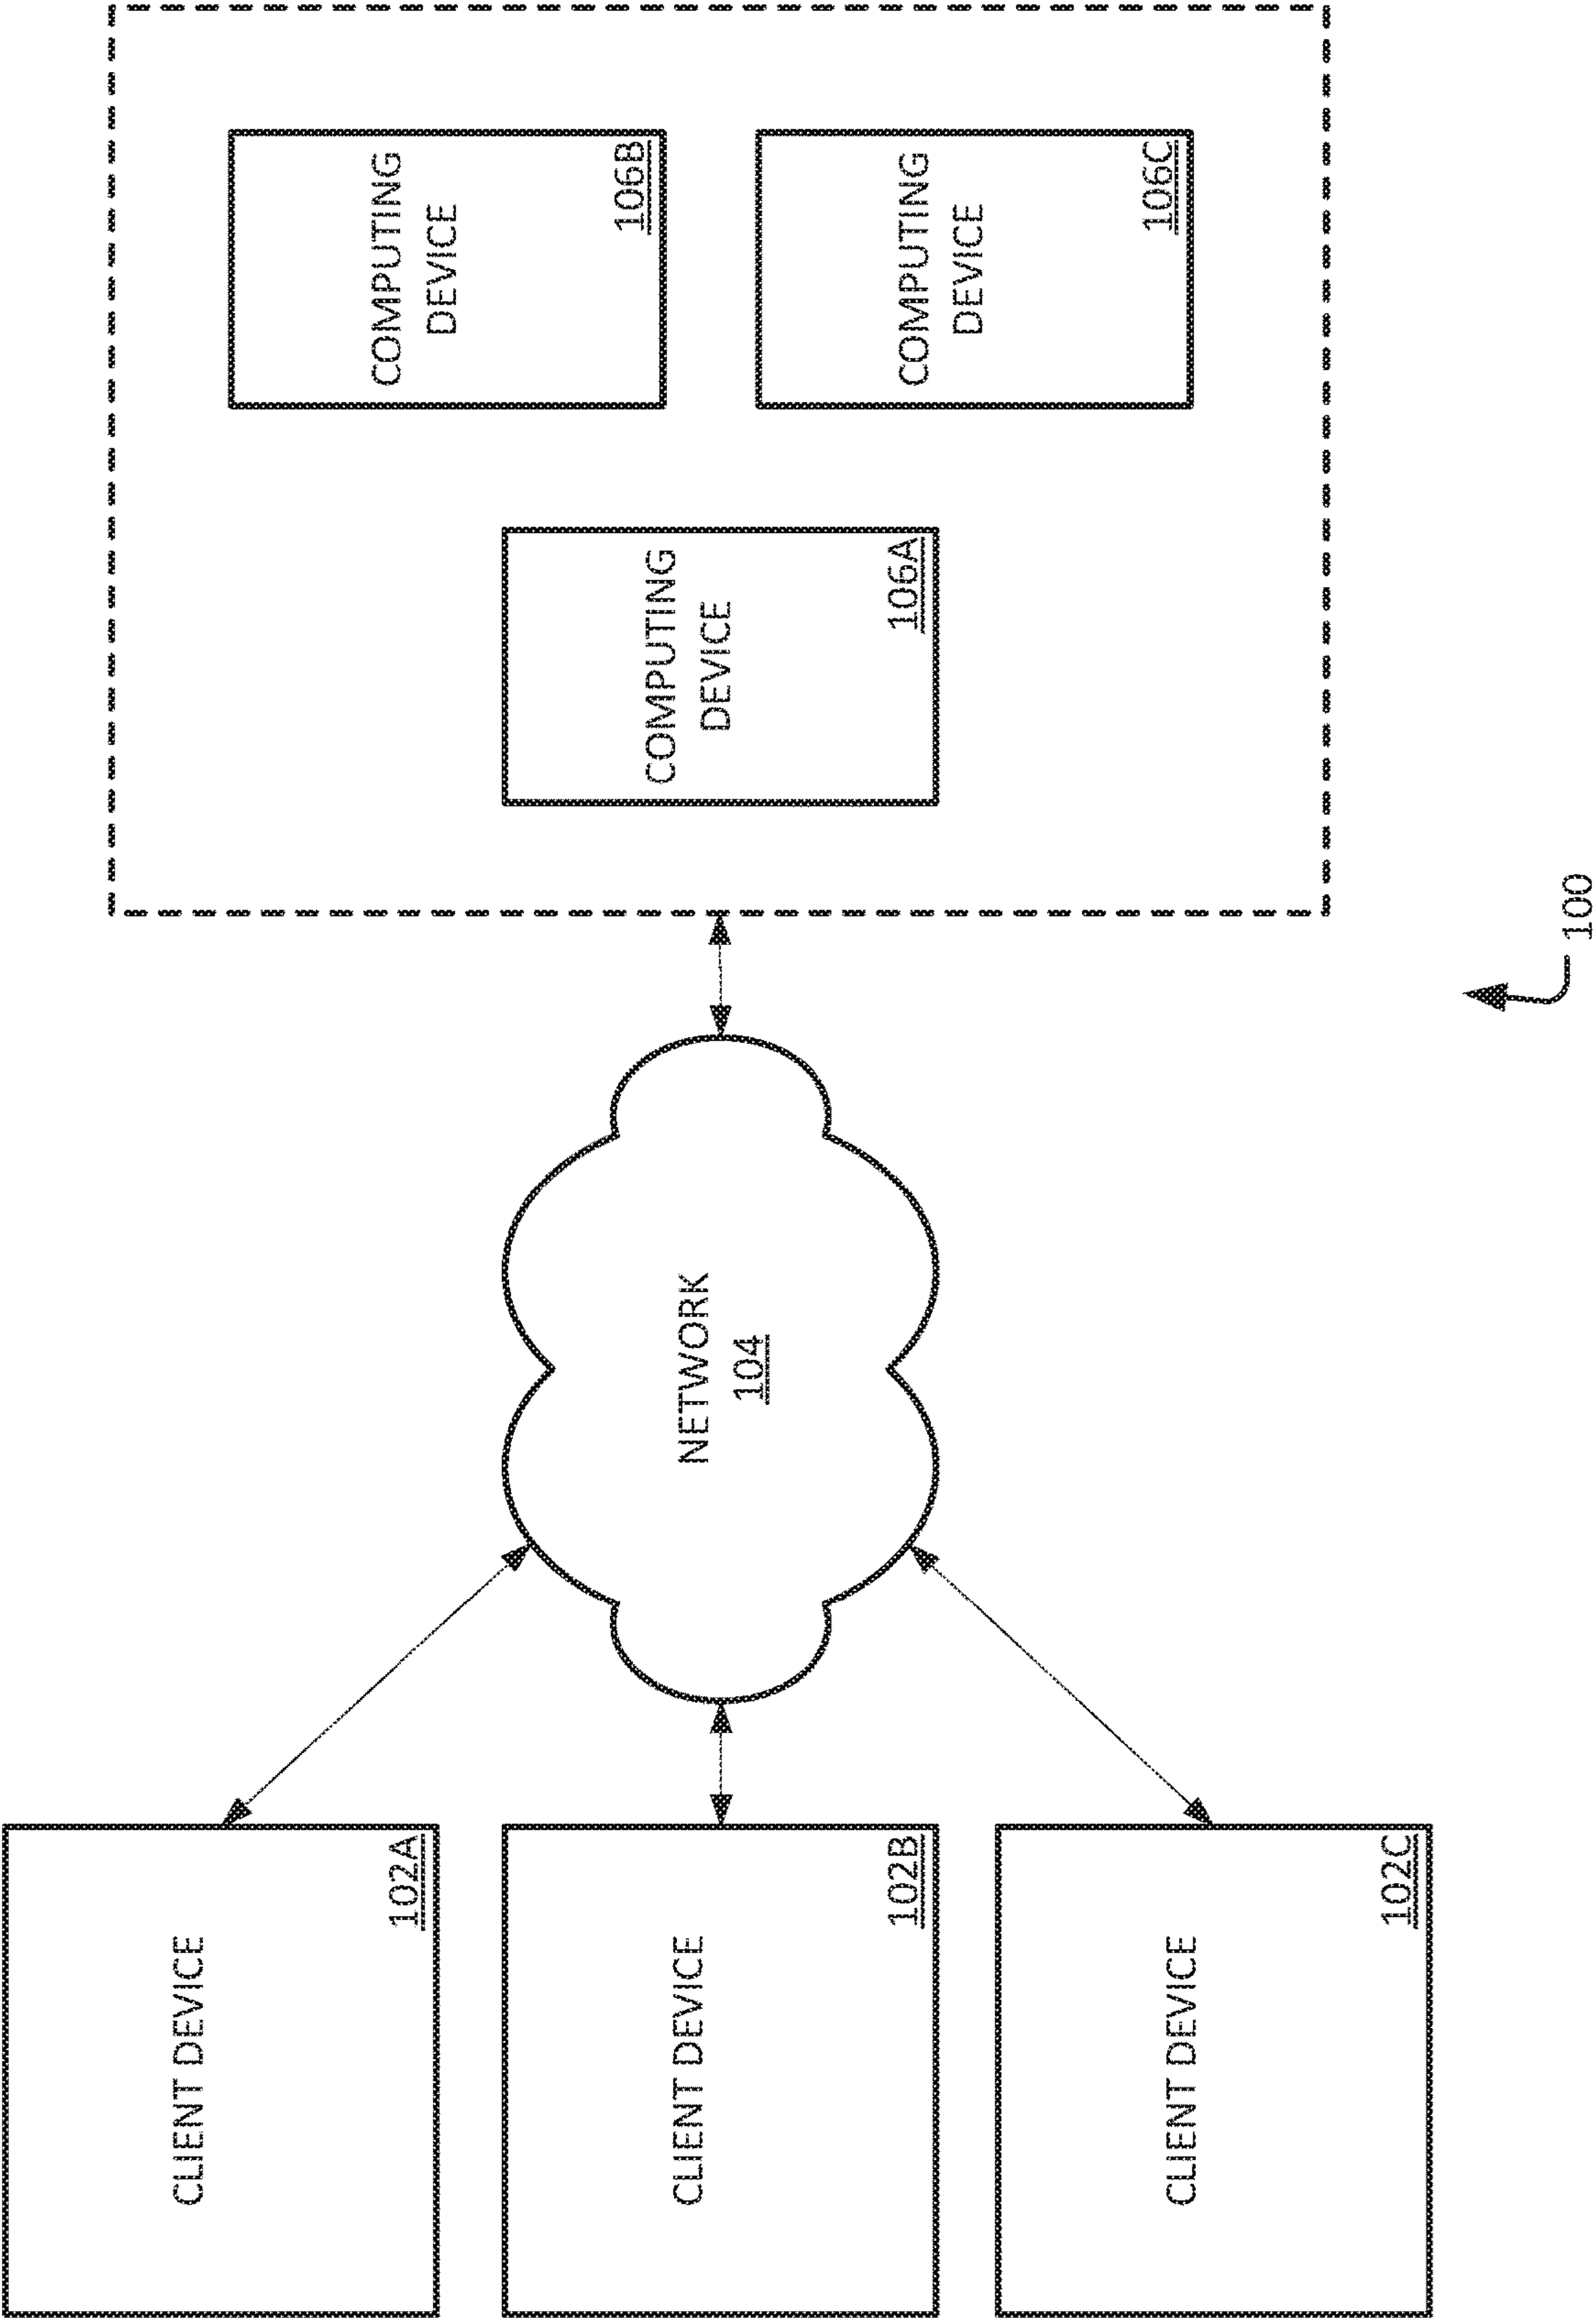 CLIENT DEVICE
102A
CLIENT DEVICE
102B
CLIENT DEVICE
102C
NETWORK
104
COMPUTING
DEVICE
106A
COMPUTING
DEVICE
106B
COMPUTING
DEVICE
106C
100